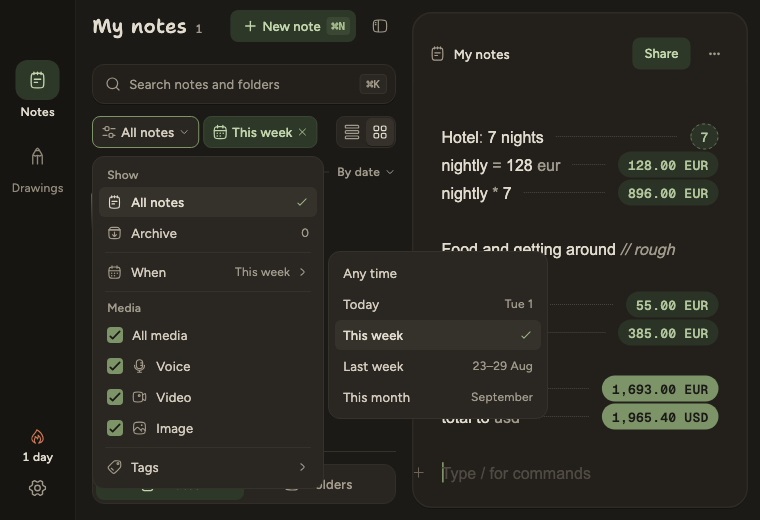 My notes 1
+ New note ⌘N
Search notes and folders ⌘K
All notes
This week ×
By date
Notes
Drawings
1 day
Show
All notes
Archive 0
When This week
Media
All media
Voice
Video
Image
Tags
Any time
Today Tue 1
This week
Last week 23–29 Aug
This month September
My notes
Share
Hotel: 7 nights 7
nightly = 128 eur 128.00 EUR
nightly * 7 896.00 EUR
Food and getting around // rough
55.00 EUR
385.00 EUR
1,693.00 EUR
total to usd 1,965.40 USD
Type / for commands